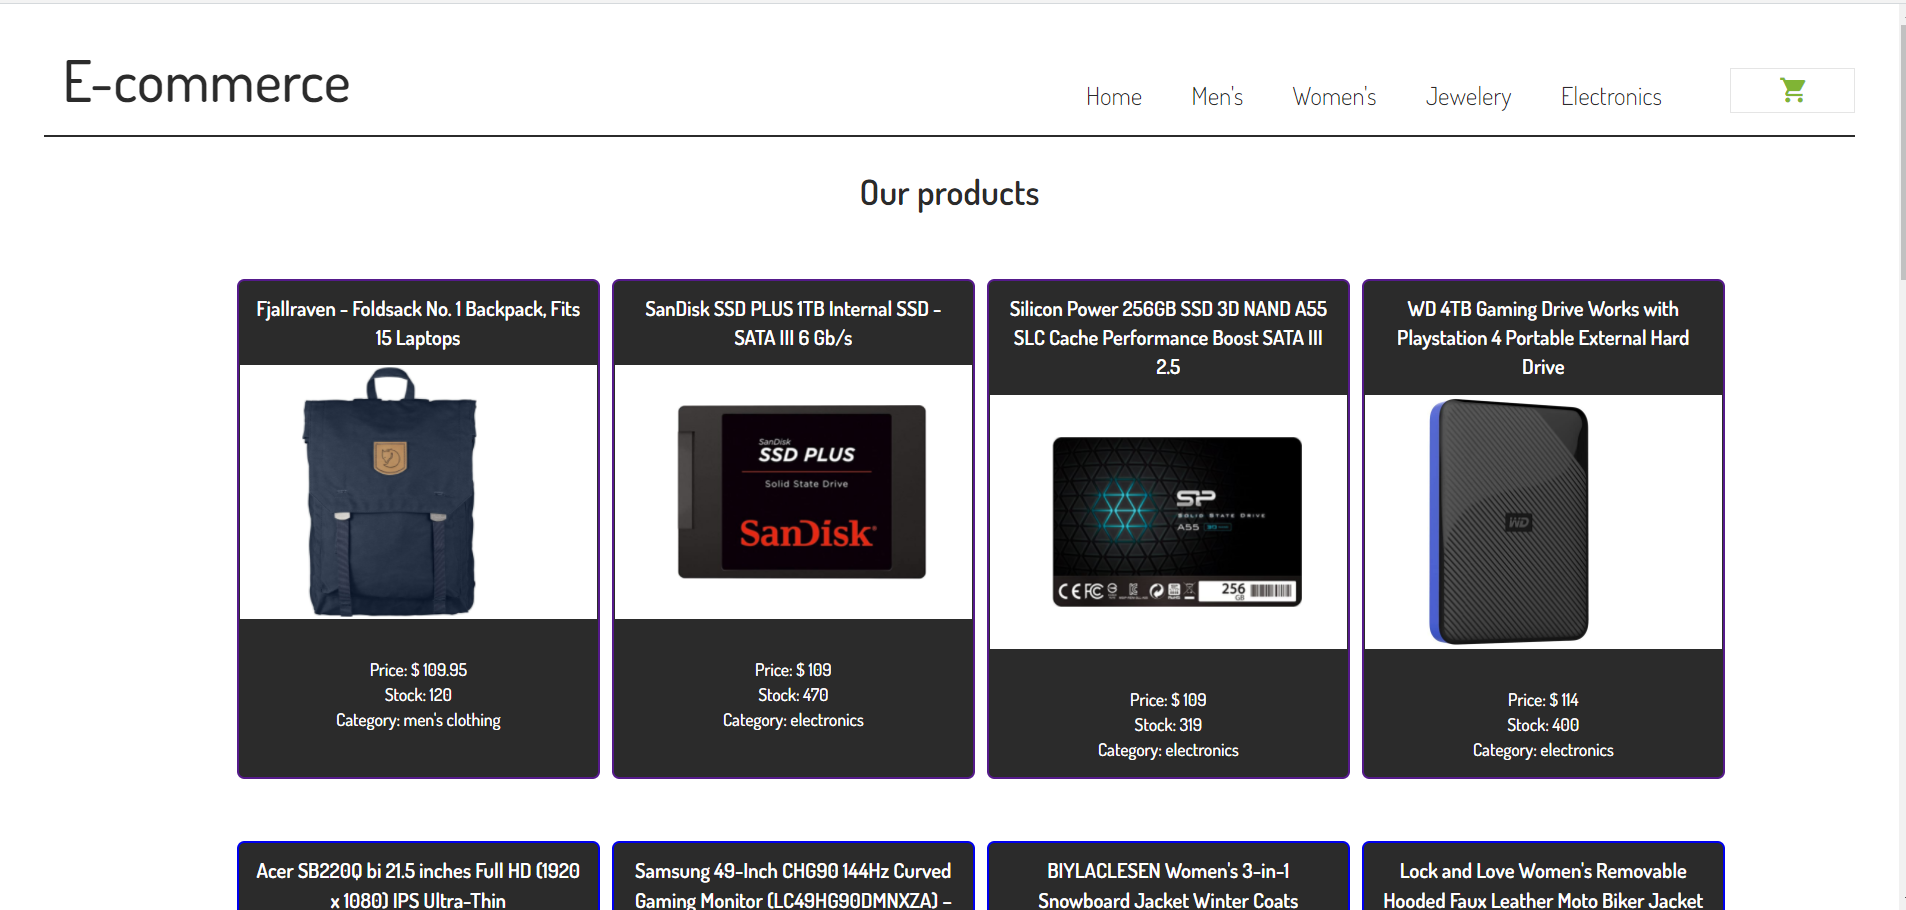 E-commerce
Home
Men's
Women's
Jewelery
Electronics
Our products
Fjallraven - Foldsack No. 1 Backpack, Fits
15 Laptops
Price: $ 109.95
Stock: 120
Category: men's clothing
SanDisk SSD PLUS 1TB Internal SSD -
SATA III 6 Gb/s
SanDisk
SSD PLUS
Solid State Drive
SanDisk
Price: $ 109
Stock: 470
Category: electronics
Silicon Power 256GB SSD 3D NAND A55
SLC Cache Performance Boost SATA III
2.5
SP
SOLID STATE DRIVE
A55
CE FC
256
GB
Price: $ 109
Stock: 319
Category: electronics
WD 4TB Gaming Drive Works with
Playstation 4 Portable External Hard
Drive
WD
Price: $ 114
Stock: 400
Category: electronics
Acer SB220Q bi 21.5 inches Full HD (1920
x 1080) IPS Ultra-Thin
Samsung 49-Inch CHG90 144Hz Curved
Gaming Monitor (LC49HG90DMNXZA) –
BIYLACLESEN Women's 3-in-1
Snowboard Jacket Winter Coats
Lock and Love Women's Removable
Hooded Faux Leather Moto Biker Jacket